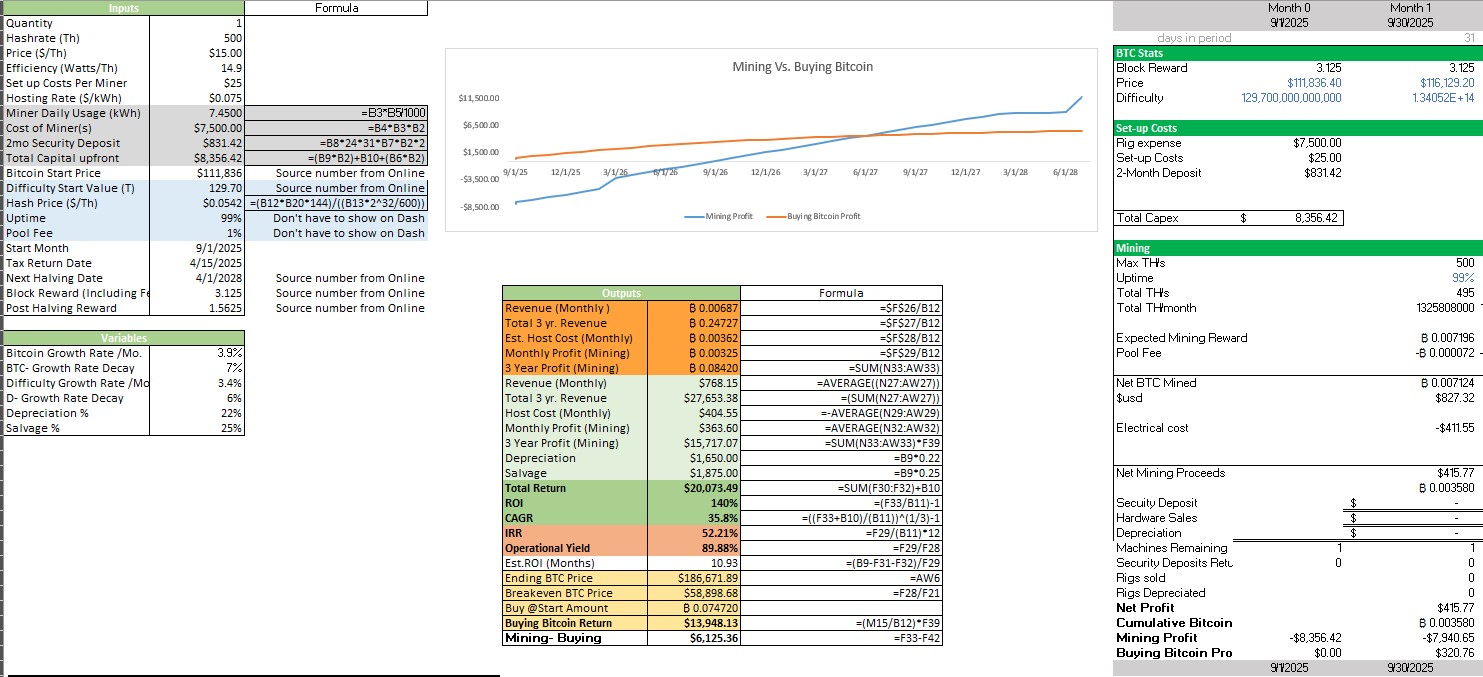 Inputs Formula
Quantity 1
Hashrate (Th) 500
Price ($/Th) $15.00
Efficiency (Watts/Th) 14.9
Set up Costs Per Miner $25
Hosting Rate ($/kWh) $0.075
Miner Daily Usage (kWh) 7.4500 =B3*B5/1000
Cost of Miner(s) $7,500.00 =B4*B3*B2
2mo Security Deposit $831.42 =B8*24*31*B7*B2*2
Total Capital upfront $8,356.42 =(B9*B2)+B10+(B6*B2)
Bitcoin Start Price $111,836 Source number from Online
Difficulty Start Value (T) 129.70 Source number from Online
Hash Price ($/Th) $0.0542 =(B12*B20*144)/((B13*2^32/600))
Uptime 99% Don't have to show on Dash
Pool Fee 1% Don't have to show on Dash
Start Month 9/1/2025
Tax Return Date 4/15/2025
Next Halving Date 4/1/2028 Source number from Online
Block Reward (Including Fe 3.125 Source number from Online
Post Halving Reward 1.5625 Source number from Online
Variables
Bitcoin Growth Rate /Mo. 3.9%
BTC- Growth Rate Decay 7%
Difficulty Growth Rate /Mo 3.4%
D- Growth Rate Decay 6%
Depreciation % 22%
Salvage % 25%
Mining Vs. Buying Bitcoin
$11,500.00
$6,500.00
$1,500.00
-$3,500.00
-$8,500.00
9/1/25 12/1/25 3/1/26 6/1/26 9/1/26 12/1/26 3/1/27 6/1/27 9/1/27 12/1/27 3/1/28 6/1/28
Mining Profit Buying Bitcoin Profit
Outputs Formula
Revenue (Monthly ) ₿ 0.00687 =$F$26/B12
Total 3 yr. Revenue ₿ 0.24727 =$F$27/B12
Est. Host Cost (Monthly) ₿ 0.00362 =$F$28/B12
Monthly Profit (Mining) ₿ 0.00325 =$F$29/B12
3 Year Profit (Mining) ₿ 0.08420 =SUM(N33:AW33)
Revenue (Monthly) $768.15 =AVERAGE((N27:AW27))
Total 3 yr. Revenue $27,653.38 =(SUM(N27:AW27))
Host Cost (Monthly) $404.55 =-AVERAGE(N29:AW29)
Monthly Profit (Mining) $363.60 =AVERAGE(N32:AW32)
3 Year Profit (Mining) $15,717.07 =SUM(N33:AW33)*F39
Depreciation $1,650.00 =B9*0.22
Salvage $1,875.00 =B9*0.25
Total Return $20,073.49 =SUM(F30:F32)+B10
ROI 140% =(F33/B11)-1
CAGR 35.8% =((F33+B10)/(B11))^(1/3)-1
IRR 52.21% =F29/(B11)*12
Operational Yield 89.88% =F29/F28
Est.ROI (Months) 10.93 =(B9-F31-F32)/F29
Ending BTC Price $186,671.89 =AW6
Breakeven BTC Price $58,898.68 =F28/F21
Buy @Start Amount ₿ 0.074720
Buying Bitcoin Return $13,948.13 =(M15/B12)*F39
Mining- Buying $6,125.36 =F33-F42
Month 0 Month 1
9/1/2025 9/30/2025
days in period 31
BTC Stats
Block Reward 3.125 3.125
Price $111,836.40 $116,129.20
Difficulty 129,700,000,000,000 1.34052E+14
Set-up Costs
Rig expense $7,500.00
Set-up Costs $25.00
2-Month Deposit $831.42
Total Capex $ 8,356.42
Mining
Max TH/s 500
Uptime 99%
Total TH/s 495
Total TH/month 1325808000
Expected Mining Reward ₿ 0.007196
Pool Fee -₿ 0.000072
Net BTC Mined ₿ 0.007124
$usd $827.32
Electrical cost -$411.55
Net Mining Proceeds $415.77
₿ 0.003580
Secuity Deposit $ -
Hardware Sales $ -
Depreciation $ -
Machines Remaining 1 1
Security Deposits Retu 0 0
Rigs sold 0
Rigs Depreciated 0
Net Profit $415.77
Cumulative Bitcoin ₿ 0.003580
Mining Profit -$8,356.42 -$7,940.65
Buying Bitcoin Pro $0.00 $320.76
9/1/2025 9/30/2025